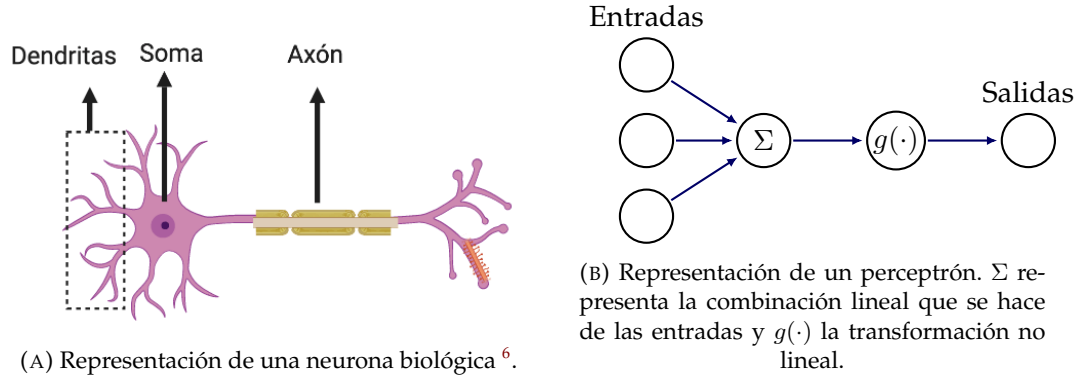 Dendritas
Soma
Axón
(A) Representación de una neurona biológica 6.
Entradas
Σ
g(·)
Salidas
(B) Representación de un perceptrón. Σ re-
presenta la combinación lineal que se hace
de las entradas y g(·) la transformación no
lineal.